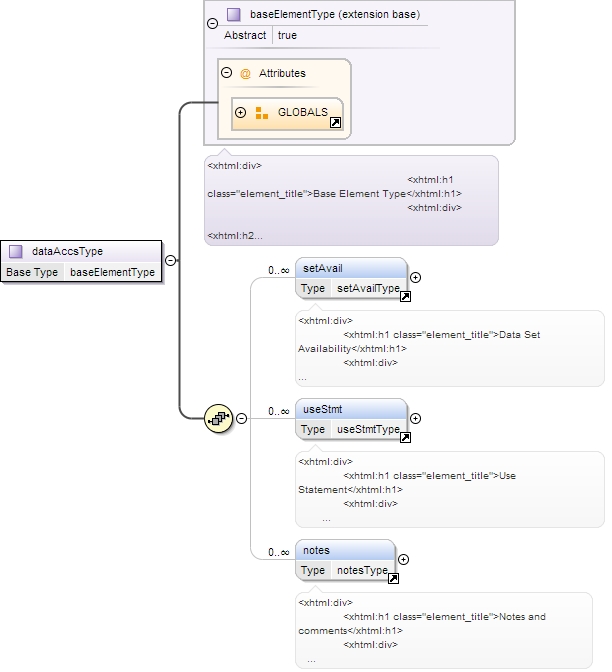 baseElementType (extension base)
Abstract true
@ Attributes
GLOBALS
<xhtml:div>
<xhtml:h1
class="element_title">Base Element Type</xhtml:h1>
<xhtml:div>
<xhtml:h2...
dataAccsType
Base Type baseElementType
0..∞
setAvail
Type setAvailType
<xhtml:div>
<xhtml:h1 class="element_title">Data Set
Availability</xhtml:h1>
<xhtml:div>
...
0..∞
useStmt
Type useStmtType
<xhtml:div>
<xhtml:h1 class="element_title">Use
Statement</xhtml:h1>
<xhtml:div>
...
0..∞
notes
Type notesType
<xhtml:div>
<xhtml:h1 class="element_title">Notes and
comments</xhtml:h1>
<xhtml:div>
...